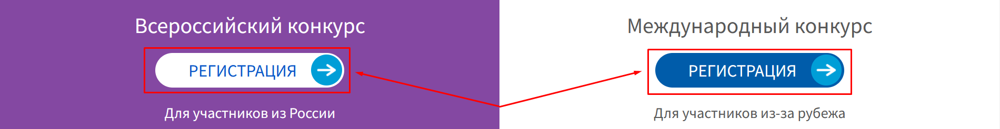 Всероссийский конкурс
РЕГИСТРАЦИЯ
Для участников из России
Международный конкурс
РЕГИСТРАЦИЯ
Для участников из-за рубежа